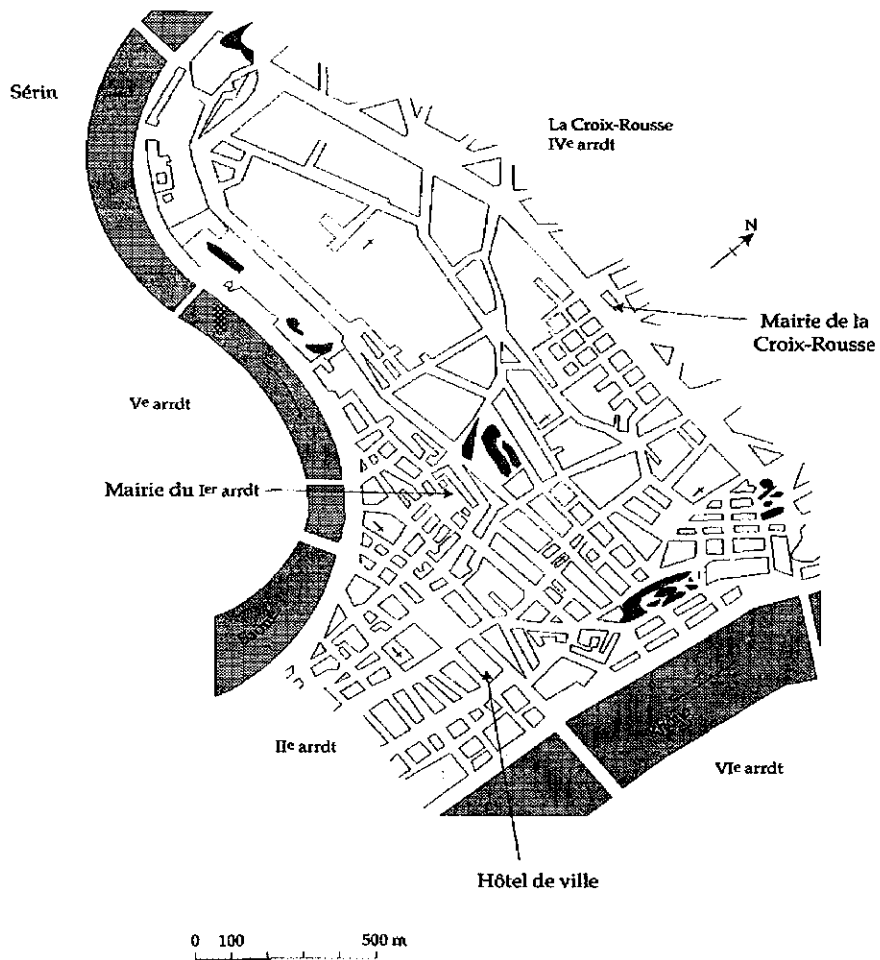 Sérin
La Croix-Rousse
IVe arrdt
N
Mairie de la
Croix-Rousse
Ve arrdt
Mairie du Ier arrdt
IIe arrdt
VIe arrdt
Hôtel de ville
0 100 500 m